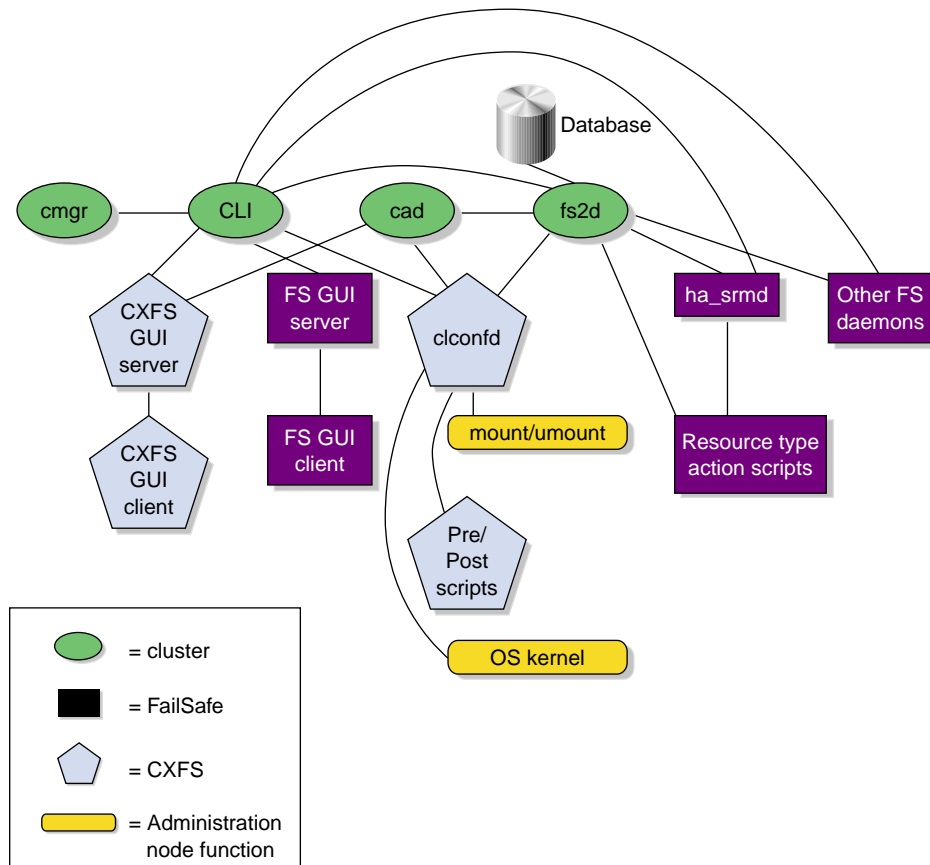 Database
cmgr
CLI
cad
fs2d
CXFS
GUI
server
FS GUI
server
clconfd
ha_srmd
Other FS
daemons
CXFS
GUI
client
FS GUI
client
mount/umount
Resource type
action scripts
Pre/
Post
scripts
OS kernel
= cluster
= FailSafe
= CXFS
= Administration
node function